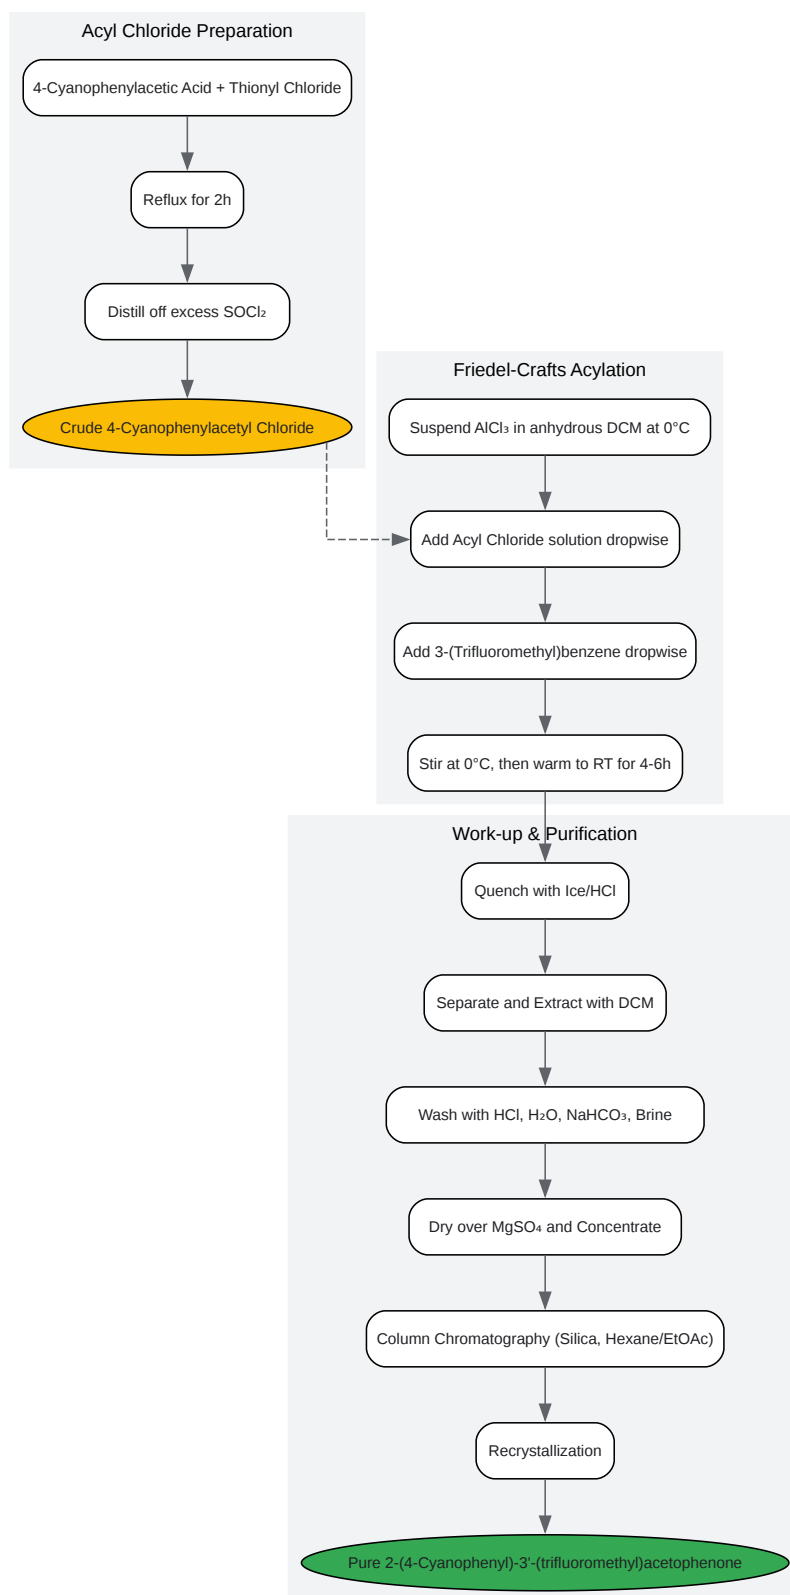 Acyl Chloride Preparation
4-Cyanophenylacetic Acid + Thionyl Chloride
Reflux for 2h
Distill off excess SOCl₂
Crude 4-Cyanophenylacetyl Chloride
Friedel-Crafts Acylation
Suspend AlCl₃ in anhydrous DCM at 0°C
Add Acyl Chloride solution dropwise
Add 3-(Trifluoromethyl)benzene dropwise
Stir at 0°C, then warm to RT for 4-6h
Work-up & Purification
Quench with Ice/HCl
Separate and Extract with DCM
Wash with HCl, H₂O, NaHCO₃, Brine
Dry over MgSO₄ and Concentrate
Column Chromatography (Silica, Hexane/EtOAc)
Recrystallization
Pure 2-(4-Cyanophenyl)-3'-(trifluoromethyl)acetophenone